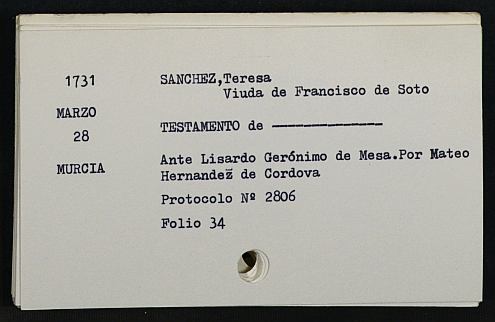 1731
SANCHEZ,Teresa
Viuda de Francisco de Soto
MARZO
28
TESTAMENTO de --------------
MURCIA
Ante Lisardo Gerónimo de Mesa.Por Mateo
Hernandez de Cordova
Protocolo Nº 2806
Folio 34